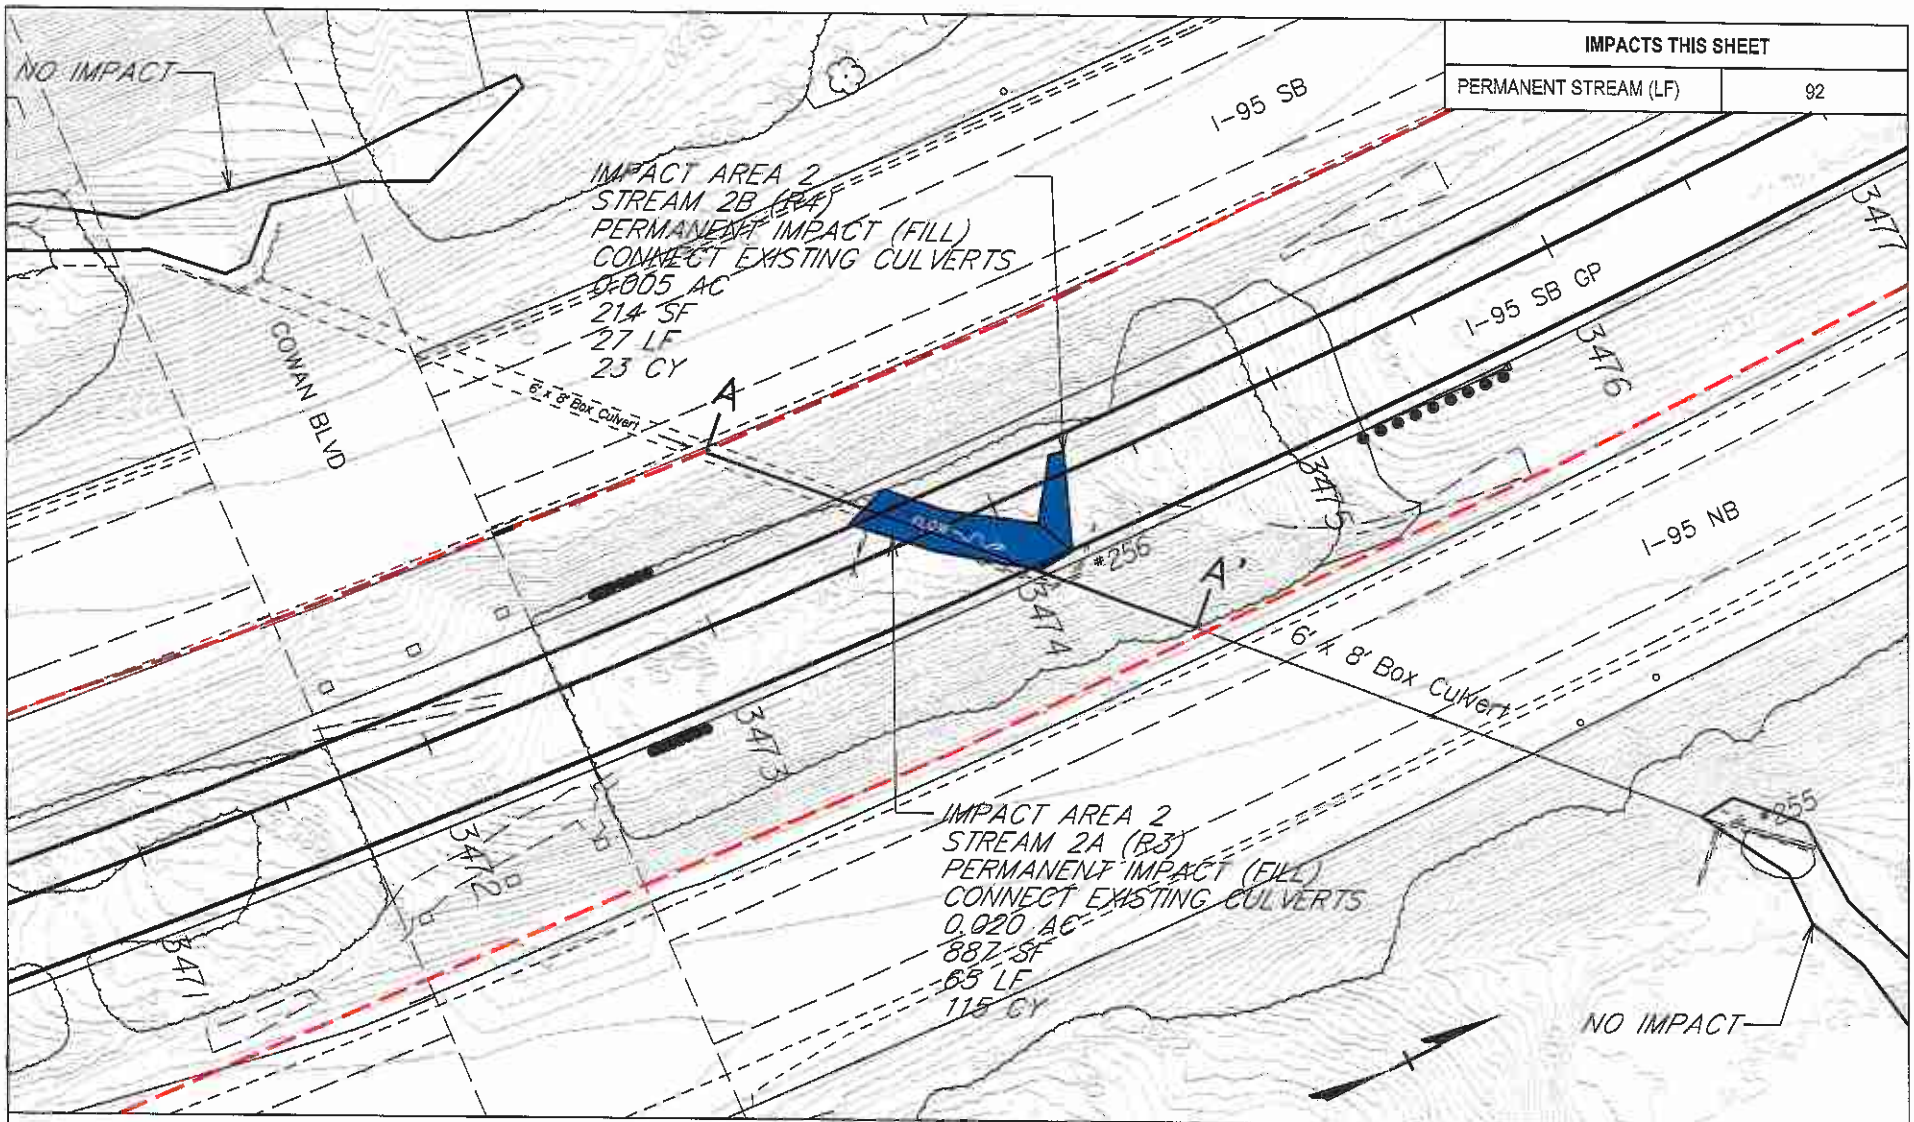 IMPACTS THIS SHEET
PERMANENT STREAM (LF) 92
NO IMPACT
I-95 SB
IMPACT AREA 2
STREAM 2B (R4)
PERMANENT IMPACT (FILL)
CONNECT EXISTING CULVERTS
0.005 AC
214 SF
27 LF
23 CY
3477
I-95 SB GP
3476
COWAN BLVD
6' x 8' Box Culvert
A
3475
I-95 NB
FLOW
#256
A'
3474
6' x 8' Box Culvert
3473
#255
IMPACT AREA 2
STREAM 2A (R3)
PERMANENT IMPACT (FILL)
CONNECT EXISTING CULVERTS
0.020 AC
887 SF
65 LF
115 CY
3472
3471
NO IMPACT